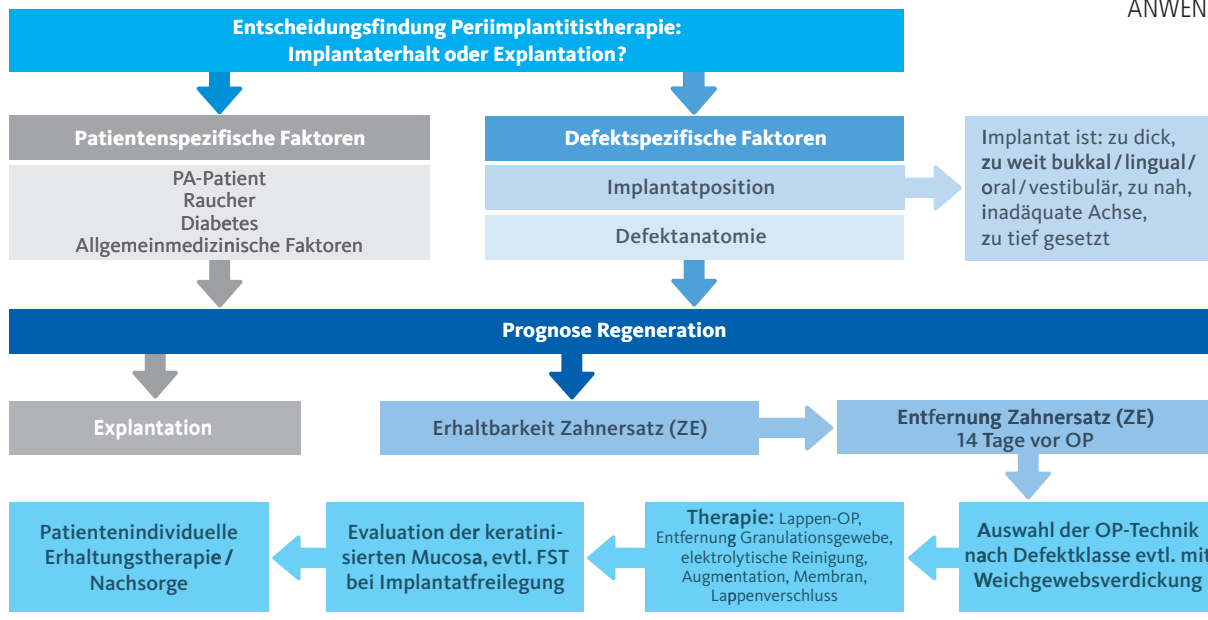 ANWEN
Entscheidungsfindung Periimplantitistherapie:
Implantaterhalt oder Explantation?
Patientenspezifische Faktoren
PA-Patient
Raucher
Diabetes
Allgemeinmedizinische Faktoren
Defektspezifische Faktoren
Implantatposition
Defektanatomie
Implantat ist: zu dick,
zu weit bukkal/lingual/
oral/vestibulär, zu nah,
inadäquate Achse,
zu tief gesetzt
Prognose Regeneration
Explantation
Erhaltbarkeit Zahnersatz (ZE)
Entfernung Zahnersatz (ZE)
14 Tage vor OP
Auswahl der OP-Technik
nach Defektklasse evtl. mit
Weichgewebsverdickung
Therapie: Lappen-OP,
Entfernung Granulationsgewebe,
elektrolytische Reinigung,
Augmentation, Membran,
Lappenverschluss
Evaluation der keratini-
sierten Mucosa, evtl. FST
bei Implantatfreilegung
Patientenindividuelle
Erhaltungstherapie/
Nachsorge